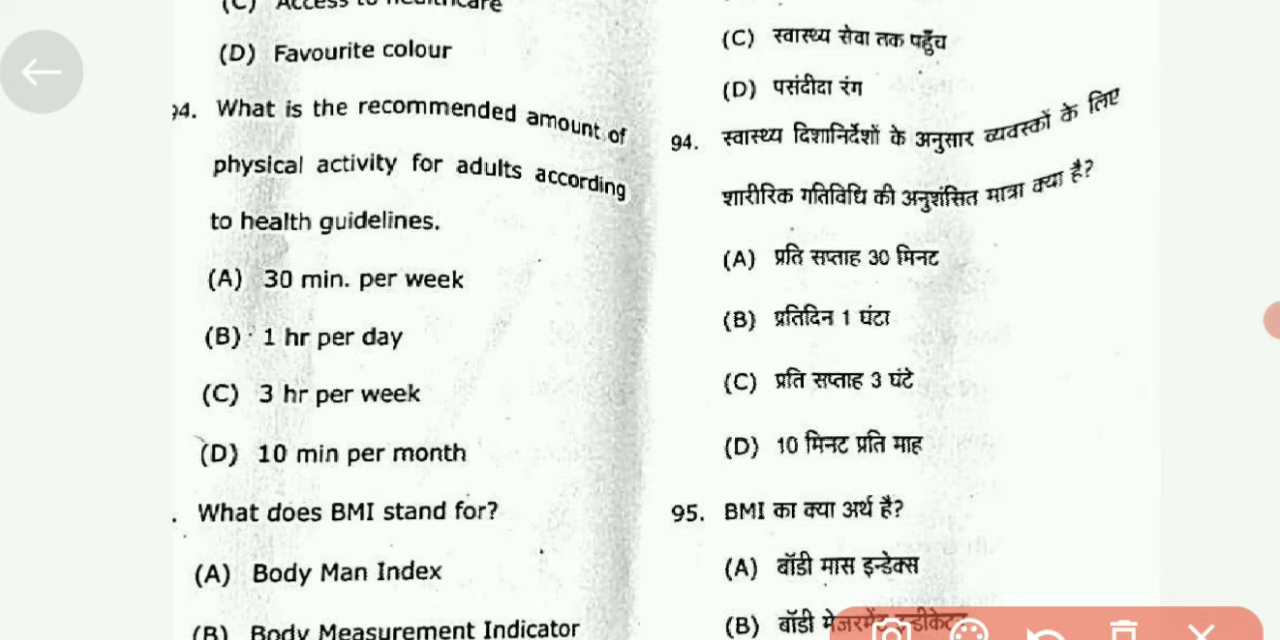 (C) Access to healthcare
(D) Favourite colour
94. What is the recommended amount of
physical activity for adults according
to health guidelines.
(A) 30 min. per week
(B) 1 hr per day
(C) 3 hr per week
(D) 10 min per month
. What does BMI stand for?
(A) Body Man Index
(B) Body Measurement Indicator
(C) स्वास्थ्य सेवा तक पहुँच
(D) पसंदीदा रंग
94. स्वास्थ्य दिशानिर्देशों के अनुसार व्यवस्कों के लिए
शारीरिक गतिविधि की अनुशंसित मात्रा क्या है?
(A) प्रति सप्ताह 30 मिनट
(B) प्रतिदिन 1 घंटा
(C) प्रति सप्ताह 3 घंटे
(D) 10 मिनट प्रति माह
95. BMI का क्या अर्थ है?
(A) बॉडी मास इन्डेक्स
(B) बॉडी